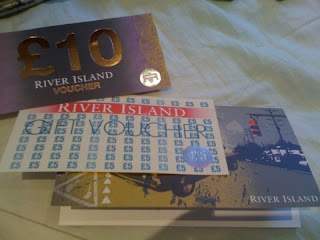 £10
RIVER ISLAND
VOUCHER
RIVER ISLAND
GIFT VOUCHER
£5
RIVER ISLAND